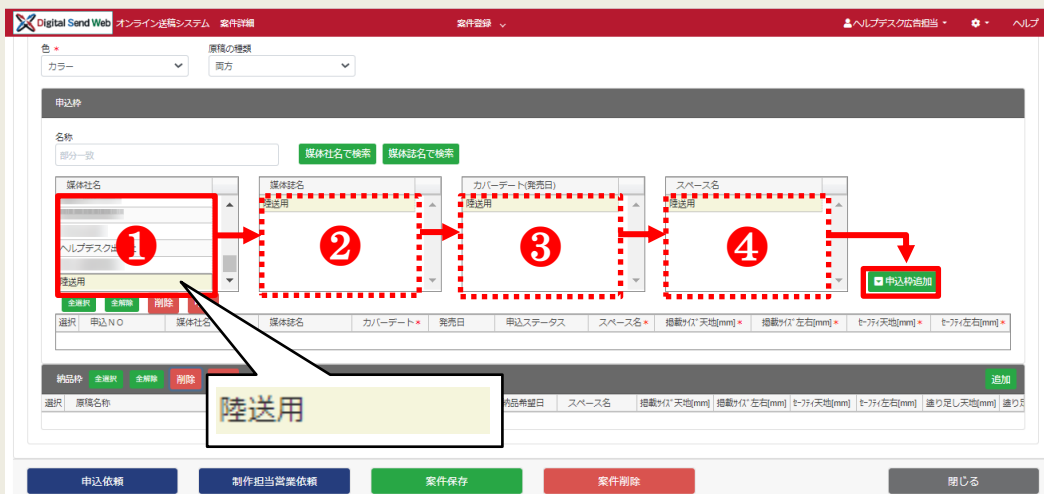 Digital Send Web オンライン送稿システム 案件詳細 案件登録 ヘルプデスク広告担当 ヘルプ
色 * 原稿の種類
カラー 両方
申込枠
名称
部分一致 媒体社名で検索 媒体誌名で検索
媒体社名 媒体誌名 カバーデート(発売日) スペース名
陸送用 陸送用 陸送用
❶ ❷ ❸ ❹
ヘルプデスク出
陸送用
申込枠追加
全選択 全解除 削除
選択 申込NO 媒体社名 媒体誌名 カバーデート* 発売日 申込ステータス スペース名* 掲載サイズ天地[mm]* 掲載サイズ左右[mm]* セーフティ天地[mm]* セーフティ左右[mm]*
納品枠 全選択 全解除 削除 追加
選択 原稿名称 納品希望日 スペース名 掲載サイズ天地[mm] 掲載サイズ左右[mm] セーフティ天地[mm] セーフティ左右[mm] 塗り足し天地[mm] 塗り足
陸送用
申込依頼 制作担当営業依頼 案件保存 案件削除 閉じる